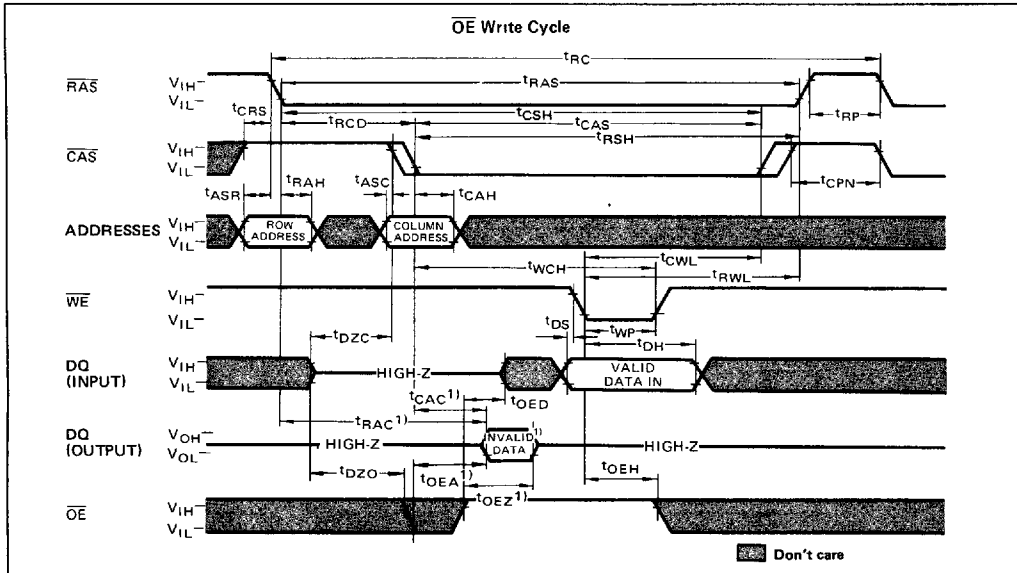 OE Write Cycle
tRC
RAS
VIH
VIL
tRAS
tCRS
tRCD
tCSH
tCAS
tRSH
tRP
CAS
VIH
VIL
tASR
tRAH
tASC
tCAH
tCPN
ADDRESSES
VIH
VIL
ROW
ADDRESS
COLUMN
ADDRESS
tCWL
tWCH
tRWL
WE
VIH
VIL
tDS
tWP
tDH
tDZC
DQ
(INPUT)
VIH
VIL
HIGH-Z
VALID
DATA IN
tCAC1)
tOED
tRAC1)
DQ
(OUTPUT)
VOH
VOL
HIGH-Z
INVALID1)
DATA
HIGH-Z
tDZO
tOEA1)
tOEZ1)
tOEH
OE
VIH
VIL
Don't care